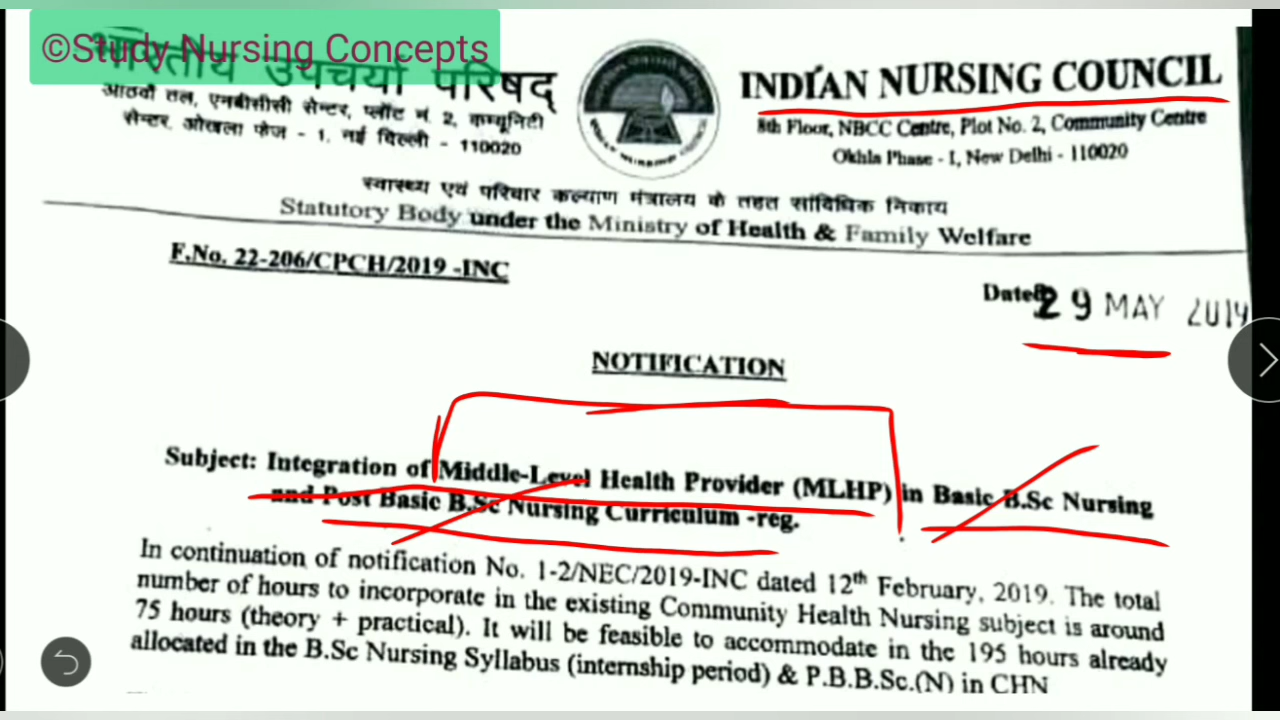 ©Study Nursing Concepts
भारतीय उपचर्या परिषद्
आठवाँ तल, एनबीसीसी सेन्टर, प्लॉट नं. 2, कम्यूनिटी
सेन्टर, ओखला फेज - 1, नई दिल्ली - 110020
INDIAN NURSING COUNCIL
8th Floor, NBCC Centre, Plot No. 2, Community Centre
Okhla Phase - I, New Delhi - 110020
स्वास्थ्य एवं परिवार कल्याण मंत्रालय के तहत सांविधिक निकाय
Statutory Body under the Ministry of Health & Family Welfare
F.No. 22-206/CPCH/2019 -INC
29 MAY 2019
NOTIFICATION
Subject: Integration of Middle-Level Health Provider (MLHP) in Basic B.Sc Nursing
and Post Basic B.Sc Nursing Curriculum -reg.
In continuation of notification No. 1-2/NEC/2019-INC dated 12th February, 2019. The total
number of hours to incorporate in the existing Community Health Nursing subject is around
75 hours (theory + practical). It will be feasible to accommodate in the 195 hours already
allocated in the B.Sc Nursing Syllabus (internship period) & P.B.B.Sc.(N) in CHN